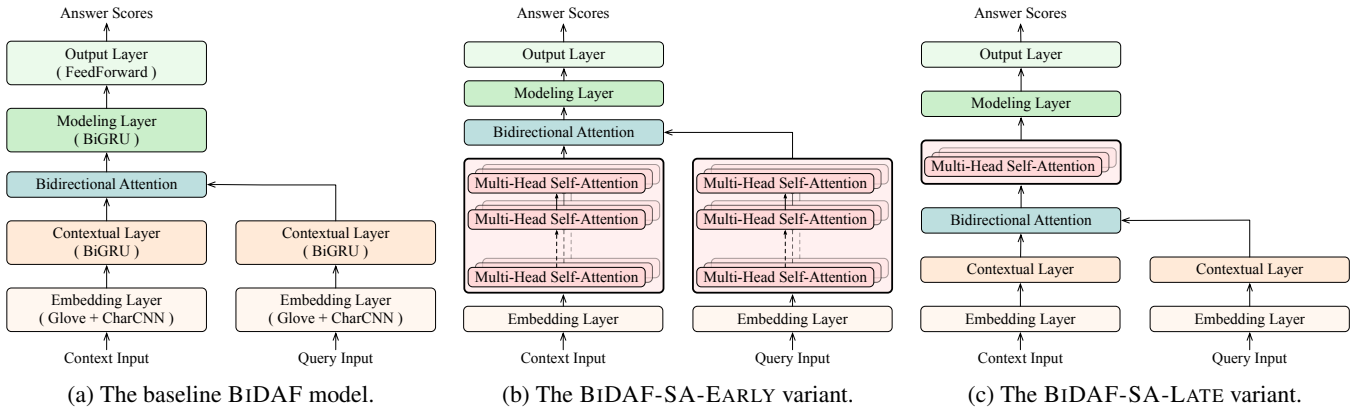 Answer Scores
Output Layer
( FeedForward )
Modeling Layer
( BiGRU )
Bidirectional Attention
Contextual Layer
( BiGRU )
Contextual Layer
( BiGRU )
Embedding Layer
( Glove + CharCNN )
Embedding Layer
( Glove + CharCNN )
Context Input
Query Input
(a) The baseline BIDAF model.
Answer Scores
Output Layer
Modeling Layer
Bidirectional Attention
Multi-Head Self-Attention
Multi-Head Self-Attention
Multi-Head Self-Attention
Multi-Head Self-Attention
Multi-Head Self-Attention
Multi-Head Self-Attention
Embedding Layer
Embedding Layer
Context Input
Query Input
(b) The BIDAF-SA-EARLY variant.
Answer Scores
Output Layer
Modeling Layer
Multi-Head Self-Attention
Bidirectional Attention
Contextual Layer
Contextual Layer
Embedding Layer
Embedding Layer
Context Input
Query Input
(c) The BIDAF-SA-LATE variant.